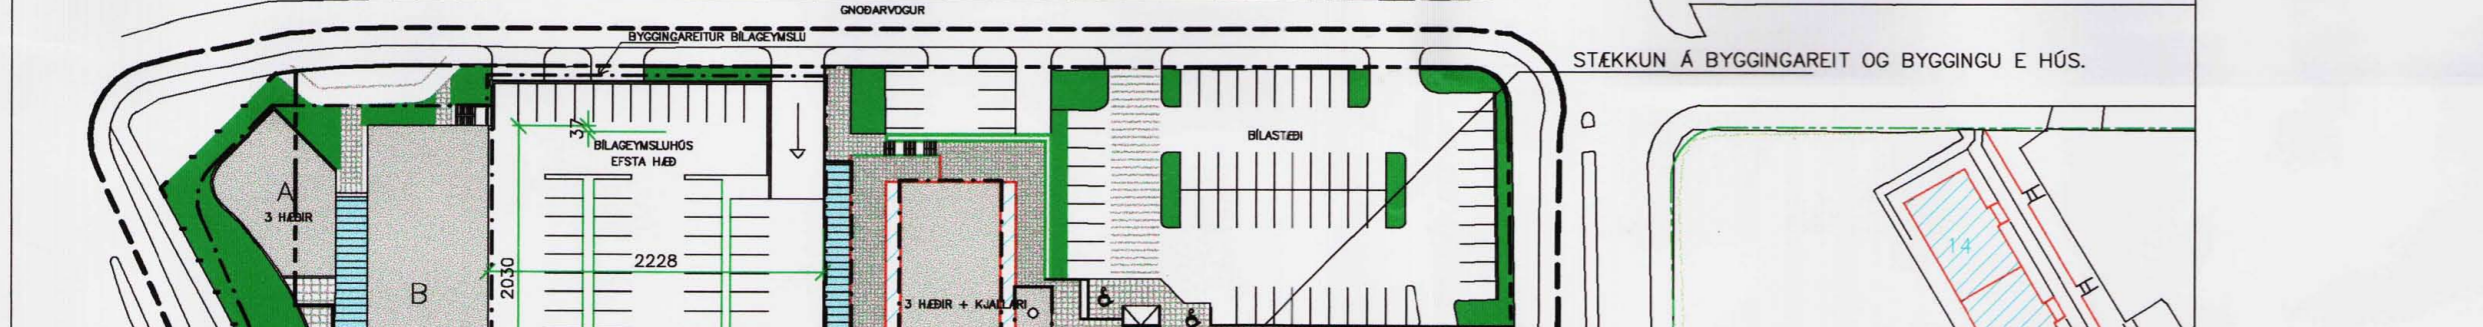 GNOÐARVOGUR
BYGGINGAREITUR BÍLAGEYMSLU
STÆKKUN Á BYGGINGAREIT OG BYGGINGU E HÚS.
37
BÍLAGEYMSLUHÚS
EFSTA HÆÐ
BÍLASTÆÐI
A
3 HÆÐIR
14
2228
2030
B
3 HÆÐIR + KJALLARI